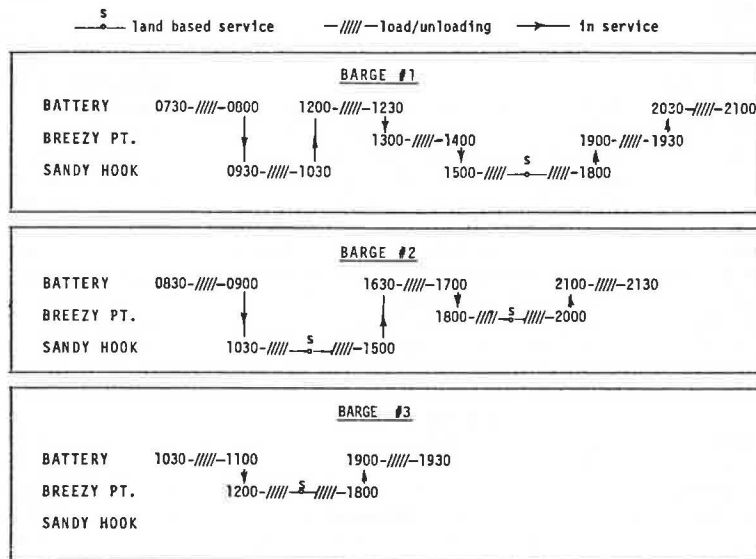 S
land based service -/////-load/unloading in service
BARGE #1
BATTERY 0730-/////-0800 1200-/////-1230 2030-/////-2100
BREEZY PT. 1300-/////-1400 1900-/////-1930
S
SANDY HOOK 0930-/////-1030 1500-///// /////-1800
BARGE #2
BATTERY 0830-/////-0900 1630-/////-1700 2100-/////-2130
BREEZY PT. 1800-///// S /////-2000
S
SANDY HOOK 1030-///// /////-1500
BARGE #3
BATTERY 1030-/////-1100 1900-/////-1930
BREEZY PT. 1200-///// S /////-1800
SANDY HOOK